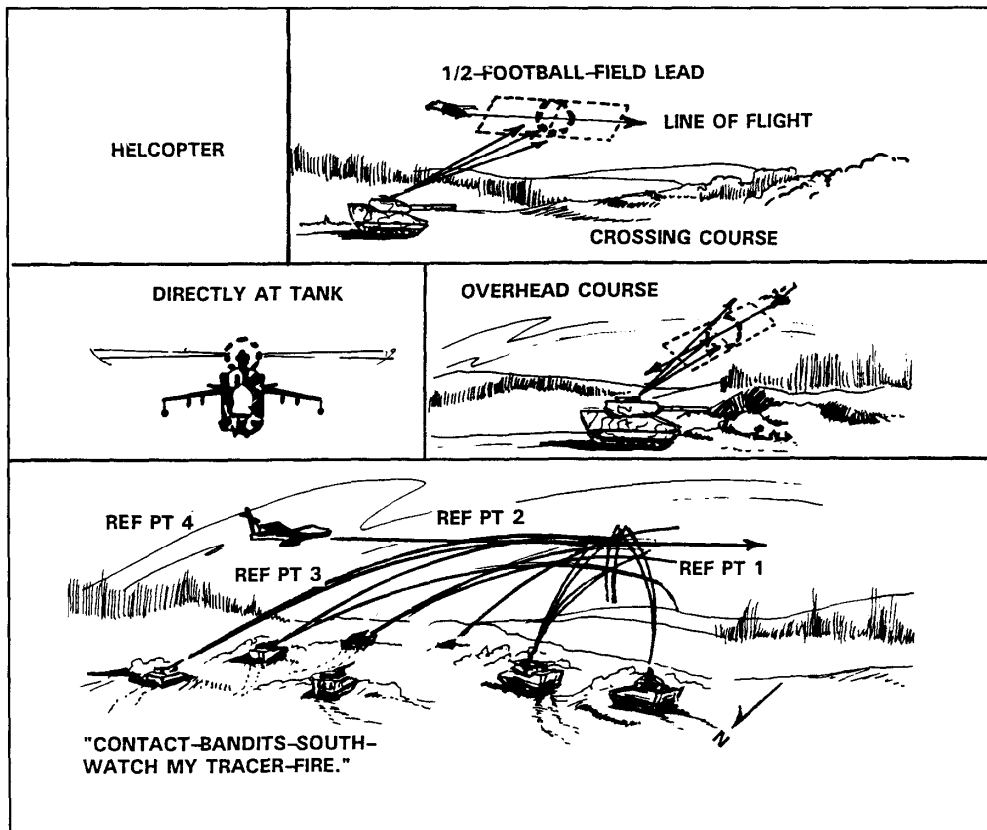 1/2-FOOTBALL-FIELD LEAD
LINE OF FLIGHT
HELCOPTER
CROSSING COURSE
DIRECTLY AT TANK
OVERHEAD COURSE
REF PT 4
REF PT 2
REF PT 3
REF PT 1
N
"CONTACT-BANDITS-SOUTH-
WATCH MY TRACER-FIRE."